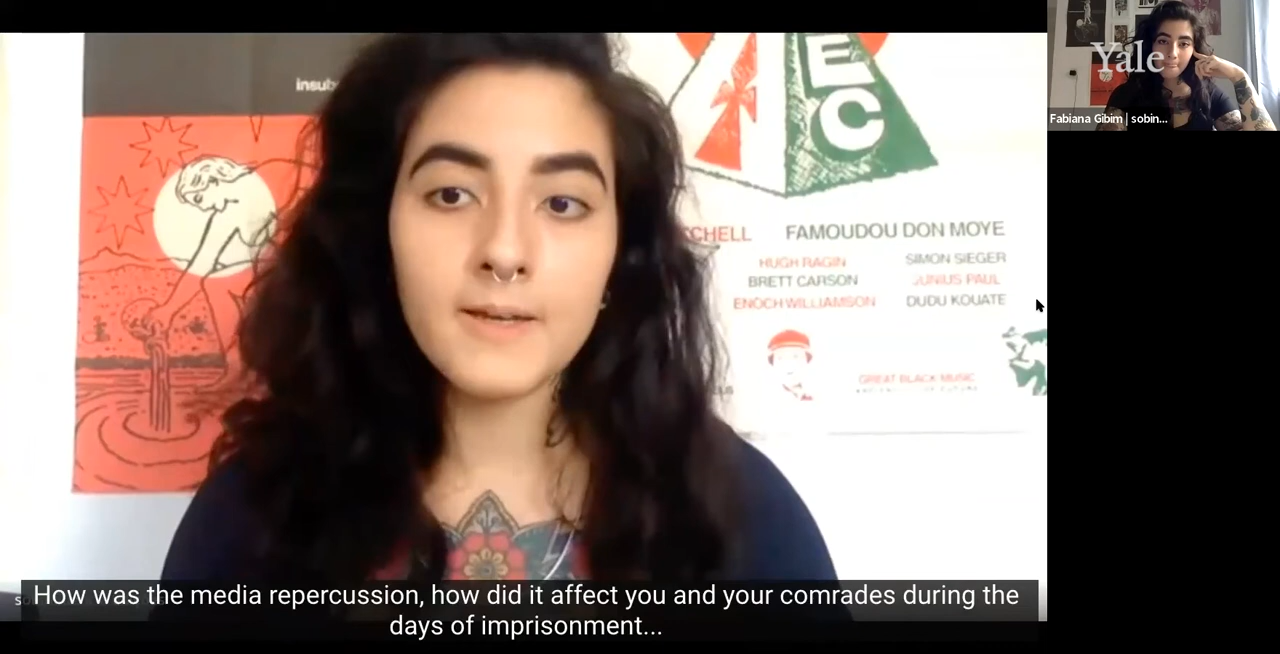 Yale
Fabiana Gibim | sobin...
EC
FAMOUDOU DON MOYE
HUGH RAGIN
SIMON SIEGER
BRETT CARSON
JUNIUS PAUL
ENOCH WILLIAMSON
DUDU KOUATE
GREAT BLACK MUSIC
How was the media repercussion, how did it affect you and your comrades during the
days of imprisonment...